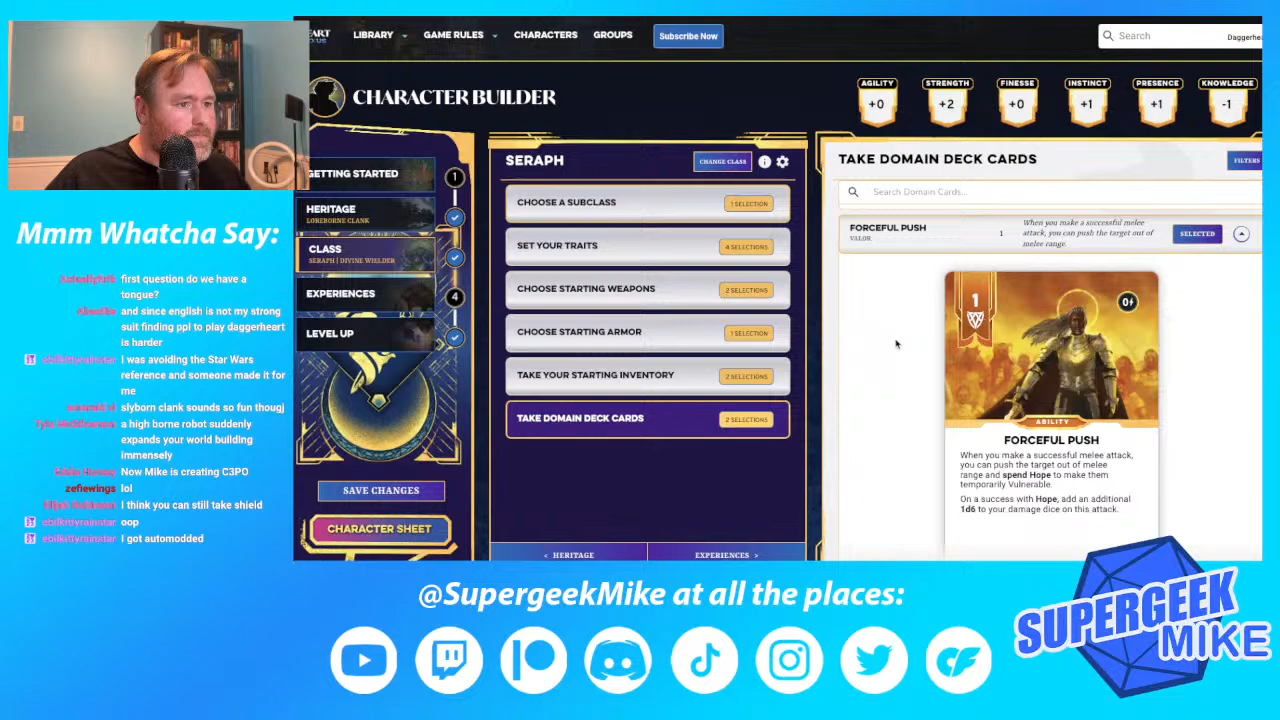 EART
LIBRARY
GAME RULES
CHARACTERS
GROUPS
Subscribe Now
Search
Daggerhea
CHARACTER BUILDER
AGILITY
+0
STRENGTH
+2
FINESSE
+0
INSTINCT
+1
PRESENCE
+1
KNOWLEDGE
-1
GETTING STARTED
1
HERITAGE
LOREBORNE CLANK
CLASS
SERAPH | DIVINE WIELDER
EXPERIENCES
4
LEVEL UP
SAVE CHANGES
CHARACTER SHEET
SERAPH
CHANGE CLASS
CHOOSE A SUBCLASS
1 SELECTION
SET YOUR TRAITS
4 SELECTIONS
CHOOSE STARTING WEAPONS
2 SELECTIONS
CHOOSE STARTING ARMOR
1 SELECTION
TAKE YOUR STARTING INVENTORY
2 SELECTIONS
TAKE DOMAIN DECK CARDS
2 SELECTIONS
< HERITAGE
EXPERIENCES >
TAKE DOMAIN DECK CARDS
FILTERS
Search Domain Cards...
FORCEFUL PUSH
VALOR
1
When you make a successful melee
attack, you can push the target out of
melee range.
SELECTED
1
0
ABILITY
FORCEFUL PUSH
When you make a successful melee attack,
you can push the target out of melee
range and spend Hope to make them
temporarily Vulnerable.
On a success with Hope, add an additional
1d6 to your damage dice on this attack.
Mmm Whatcha Say:
first question do we have a
tongue?
and since english is not my strong
suit finding ppl to play daggerheart
is harder
ebilkittyrainstar I was avoiding the Star Wars
reference and someone made it for
me
slyborn clank sounds so fun thougj
a high borne robot suddenly
expands your world building
immensely
Now Mike is creating C3PO
zefiewings lol
I think you can still take shield
ebilkittyrainstar oop
ebilkittyrainstar I got automodded
@SupergeekMike at all the places:
SUPERGEEK
MIKE